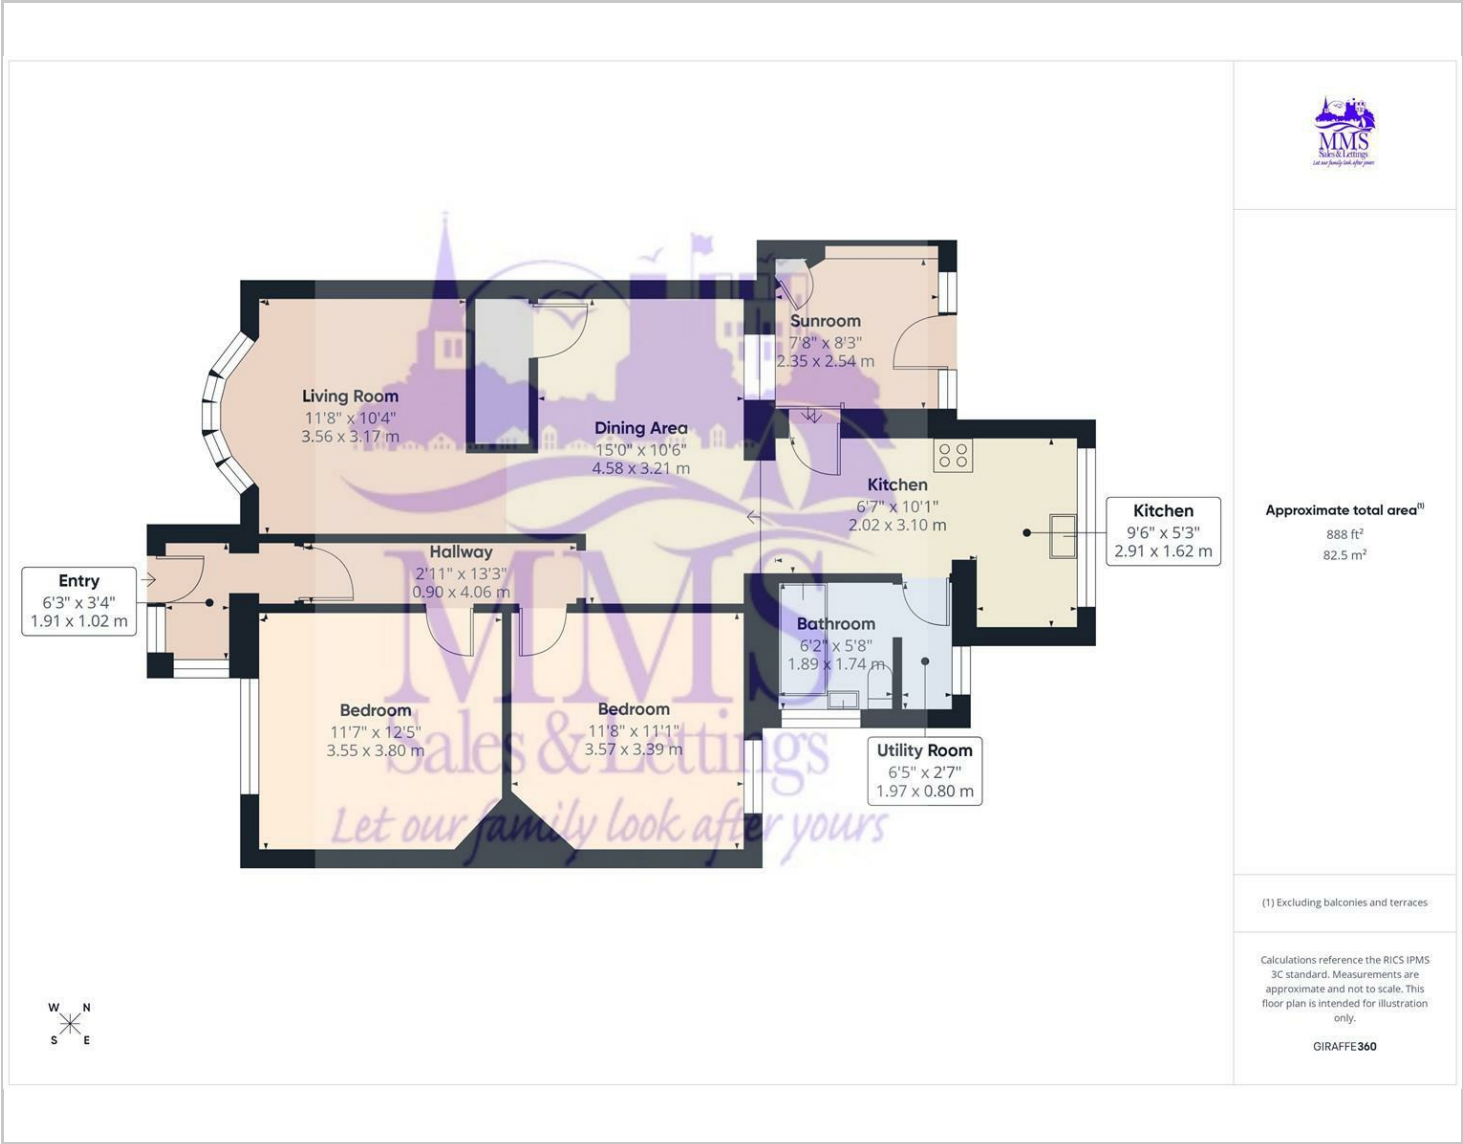 MMS
Sales & Lettings
Let our family look after yours
Sunroom
7'8" x 8'3"
2.35 x 2.54 m
Living Room
11'8" x 10'4"
3.56 x 3.17 m
Dining Area
15'0" x 10'6"
4.58 x 3.21 m
Kitchen
6'7" x 10'1"
2.02 x 3.10 m
Kitchen
9'6" x 5'3"
2.91 x 1.62 m
Hallway
2'11" x 13'3"
0.90 x 4.06 m
Entry
6'3" x 3'4"
1.91 x 1.02 m
Bathroom
6'2" x 5'8"
1.89 x 1.74 m
Bedroom
11'7" x 12'5"
3.55 x 3.80 m
Bedroom
11'8" x 11'1"
3.57 x 3.39 m
Utility Room
6'5" x 2'7"
1.97 x 0.80 m
MMS
Sales & Lettings
Let our family look after yours
W N
S E
Approximate total area⁽¹⁾
888 ft²
82.5 m²
(1) Excluding balconies and terraces
Calculations reference the RICS IPMS
3C standard. Measurements are
approximate and not to scale. This
floor plan is intended for illustration
only.
GIRAFFE360